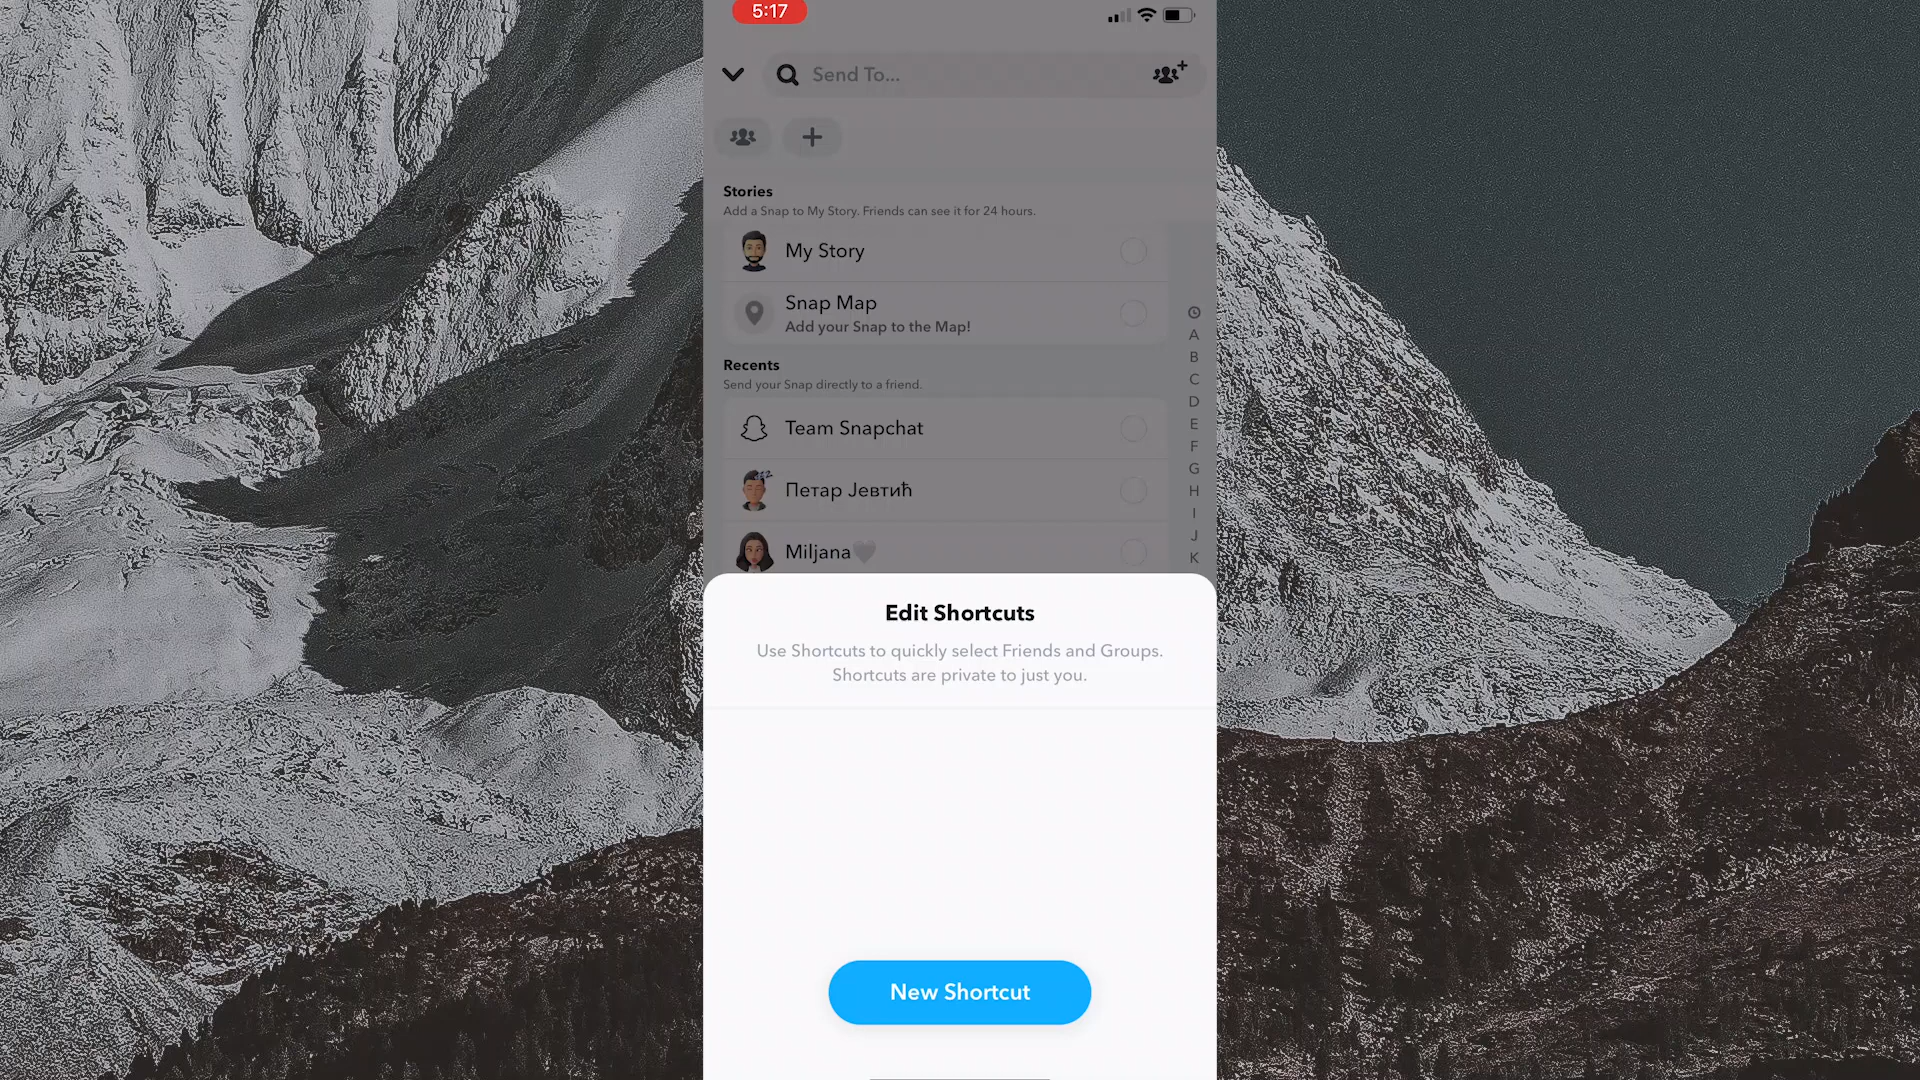 5:17
Send To...
Stories
Add a Snap to My Story. Friends can see it for 24 hours.
My Story
Snap Map
Add your Snap to the Map!
Recents
Send your Snap directly to a friend.
Team Snapchat
Петар Јевтић
Miljana🤍
A
B
C
D
E
F
G
H
I
J
K
Edit Shortcuts
Use Shortcuts to quickly select Friends and Groups.
Shortcuts are private to just you.
New Shortcut